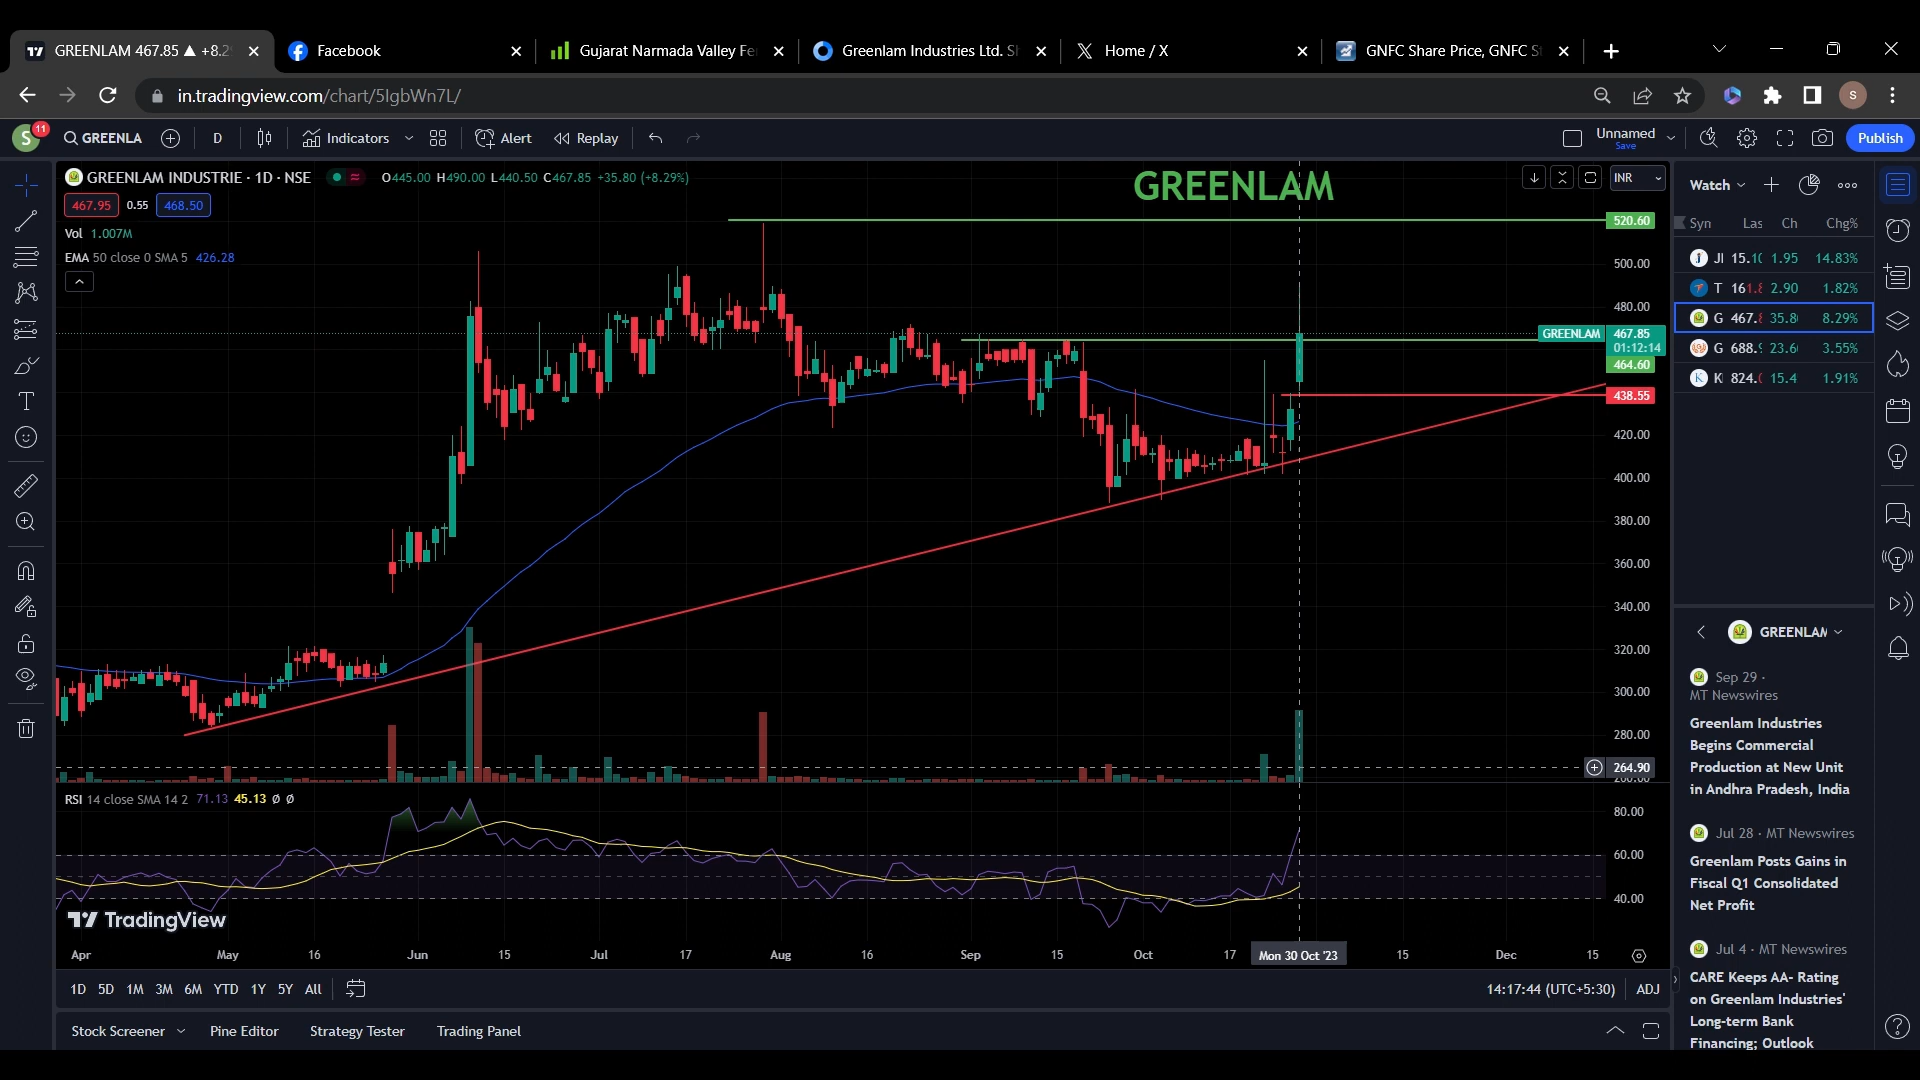 GREENLAM 467.85 ▲ +8.2
Facebook
Gujarat Narmada Valley Fe
Greenlam Industries Ltd. S
Home / X
GNFC Share Price, GNFC S
in.tradingview.com/chart/5IgbWn7L/
S
S
11
GREENLA
D
Indicators
Alert
Replay
Unnamed
Save
Publish
GREENLAM INDUSTRIE · 1D · NSE
O445.00 H490.00 L440.50 C467.85 +35.80 (+8.29%)
467.95 0.55 468.50
Vol 1.007M
EMA 50 close 0 SMA 5 426.28
GREENLAM
INR
520.60
500.00
480.00
GREENLAM 467.85
01:12:14
464.60
438.55
420.00
400.00
380.00
360.00
340.00
320.00
300.00
280.00
264.90
RSI 14 close SMA 14 2 71.13 45.13 Ø Ø
80.00
60.00
40.00
TradingView
Apr May 16 Jun 15 Jul 17 Aug 16 Sep 15 Oct 17 Mon 30 Oct '23 15 Dec 15
1D 5D 1M 3M 6M YTD 1Y 5Y All
14:17:44 (UTC+5:30) ADJ
Stock Screener Pine Editor Strategy Tester Trading Panel
Watch
Syn Las Ch Chg%
JI 15.10 1.95 14.83%
T 161.8 2.90 1.82%
G 467.8 35.8 8.29%
G 688.9 23.6 3.55%
K 824.0 15.4 1.91%
GREENLAM
Sep 29 ·
MT Newswires
Greenlam Industries
Begins Commercial
Production at New Unit
in Andhra Pradesh, India
Jul 28 · MT Newswires
Greenlam Posts Gains in
Fiscal Q1 Consolidated
Net Profit
Jul 4 · MT Newswires
CARE Keeps AA- Rating
on Greenlam Industries'
Long-term Bank
Financing; Outlook